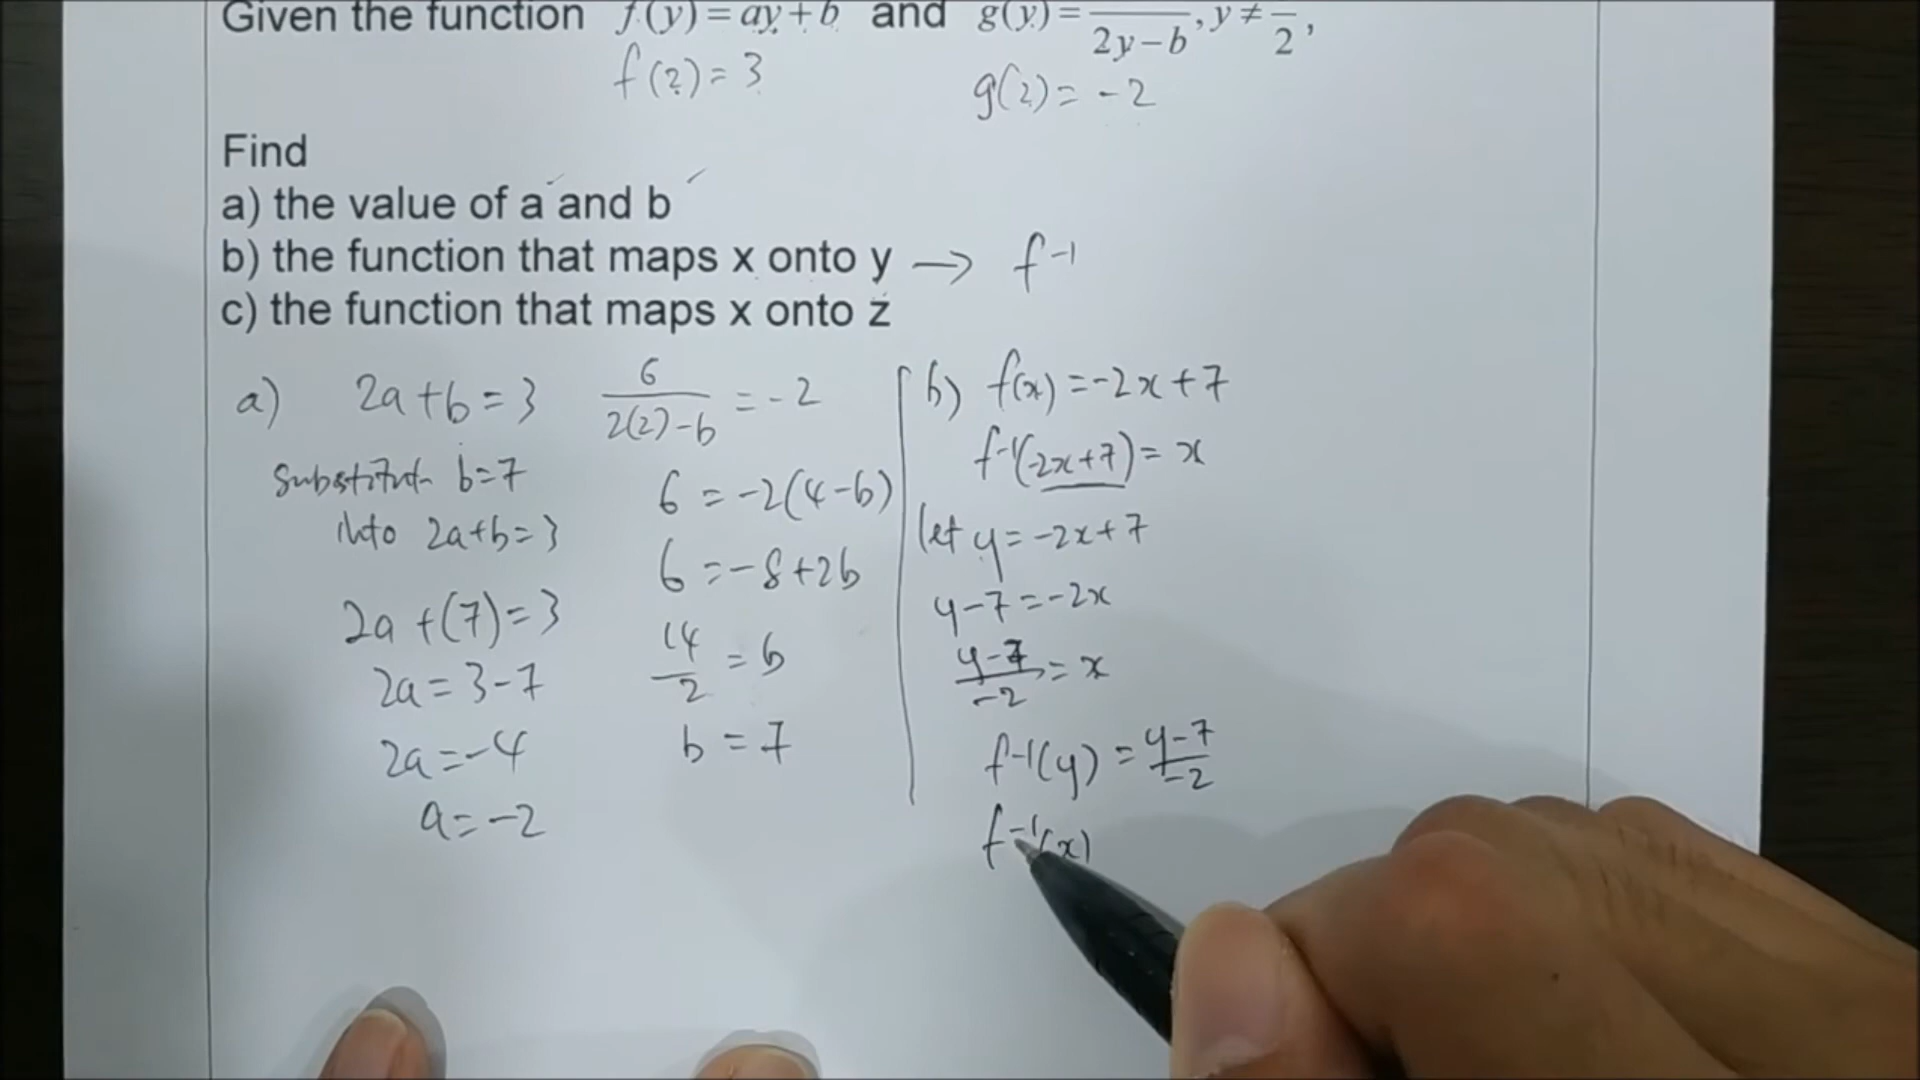 Given the function f(y) = ay + b and g(y) = /(2y − b), y ≠ /2,
f(2) = 3 g(2) = -2
Find
a) the value of a and b
b) the function that maps x onto y → f⁻¹
c) the function that maps x onto z
a) 2a + b = 3
Substitut b = 7
into 2a + b = 3
2a + (7) = 3
2a = 3 - 7
2a = -4
a = -2
6/(2(2) - b) = -2
6 = -2(4 - b)
6 = -8 + 2b
14/2 = b
b = 7
b) f(x) = -2x + 7
f⁻¹(-2x + 7) = x
let y = -2x + 7
y - 7 = -2x
(y - 7)/-2 = x
f⁻¹(y) = (y - 7)/-2
f⁻¹(x)